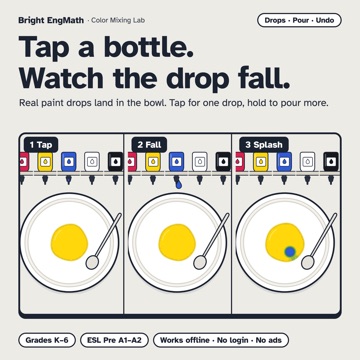 Bright EngMath · Color Mixing Lab
Drops · Pour · Undo
Tap a bottle.
Watch the drop fall.
Real paint drops land in the bowl. Tap for one drop, hold to pour more.
1 Tap
2 Fall
3 Splash
Grades K–6
ESL Pre A1–A2
Works offline · No login · No ads